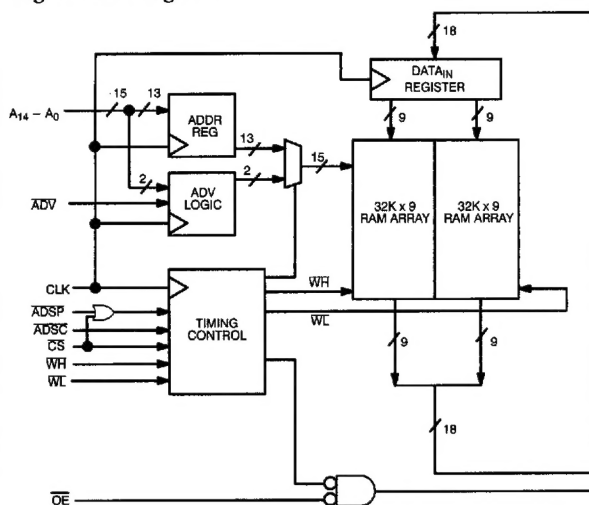 18
DATAIN
REGISTER
9 9
15 13
A14 – A0
ADDR
REG
13
15
2
ADV
LOGIC
2
ADV
32K x 9
RAM ARRAY
32K x 9
RAM ARRAY
CLK
ADSP
ADSC
CS
WH
WL
TIMING
CONTROL
WH
WL
9 9
18
OE